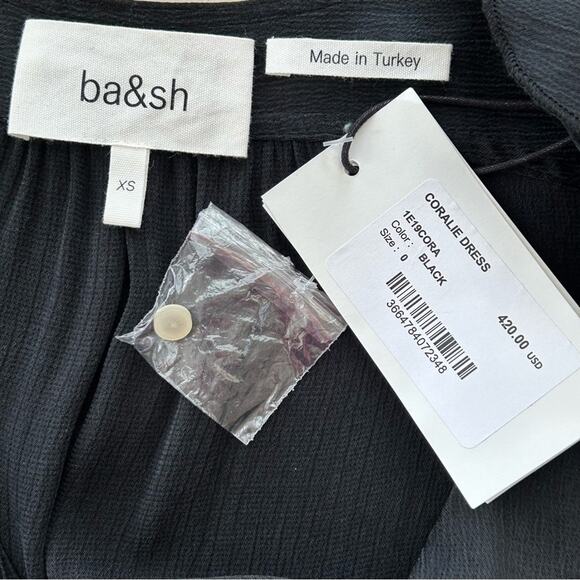 ba&sh
Made in Turkey
XS
CORALIE DRESS
1E19CORA
Color : BLACK
Size : 0
3664784072348
420.00 USD